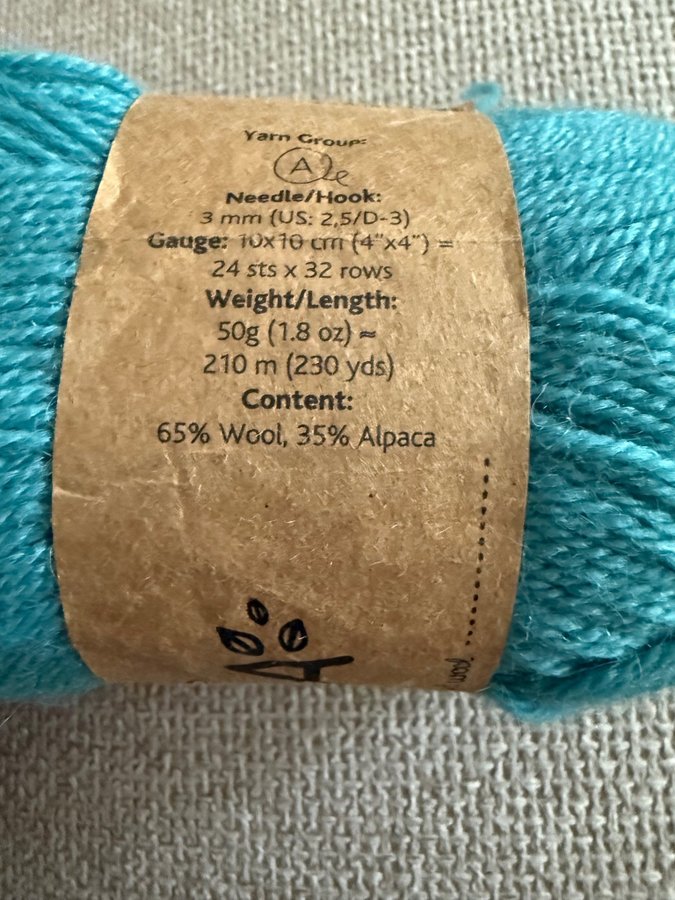 Yarn Group:
A
Needle/Hook:
3 mm (US: 2,5/D-3)
Gauge: 10x10 cm (4"x4") =
24 sts x 32 rows
Weight/Length:
50g (1.8 oz) ≈
210 m (230 yds)
Content:
65% Wool, 35% Alpaca